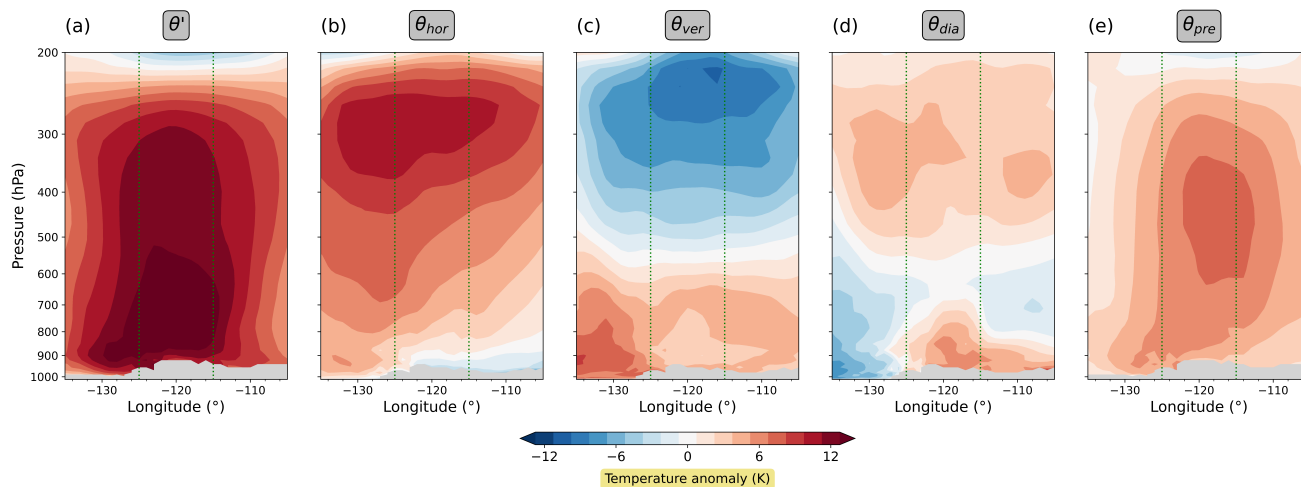 (a) θ'
(b) θhor
(c) θver
(d) θdia
(e) θpre
Pressure (hPa)
200
300
400
500
600
700
800
900
1000
−130 −120 −110
Longitude (°)
−130 −120 −110
Longitude (°)
−130 −120 −110
Longitude (°)
−130 −120 −110
Longitude (°)
−130 −120 −110
Longitude (°)
−12 −6 0 6 12
Temperature anomaly (K)